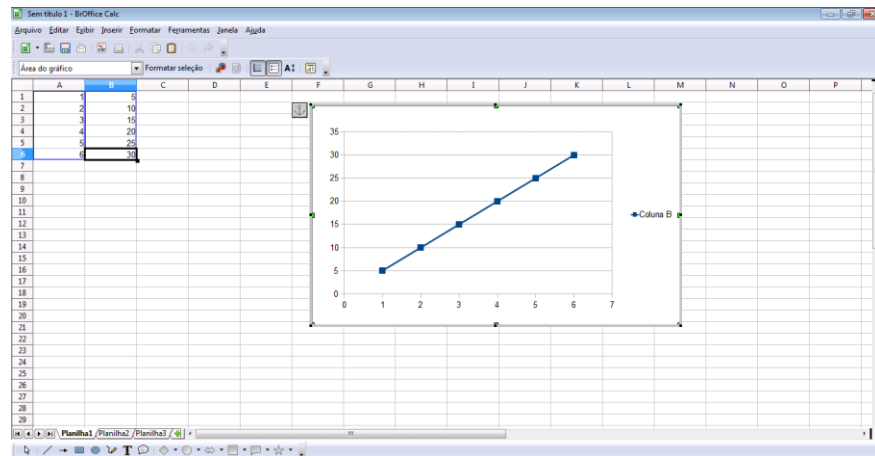 Sem título 1 - BrOffice Calc
Arquivo Editar Exibir Inserir Formatar Ferramentas Janela Ajuda
Área do gráfico Formatar seleção
A B C D E F G H I J K L M N O P
1 1 5
2 2 10
3 3 15
4 4 20
5 5 25
6 6 30
7
8
9
10
11
12
13
14
15
16
17
18
19
20
21
22
23
24
25
26
27
28
29
35
30
25
20
15
10
5
0
0 1 2 3 4 5 6 7
Coluna B
Planilha1 Planilha2 Planilha3